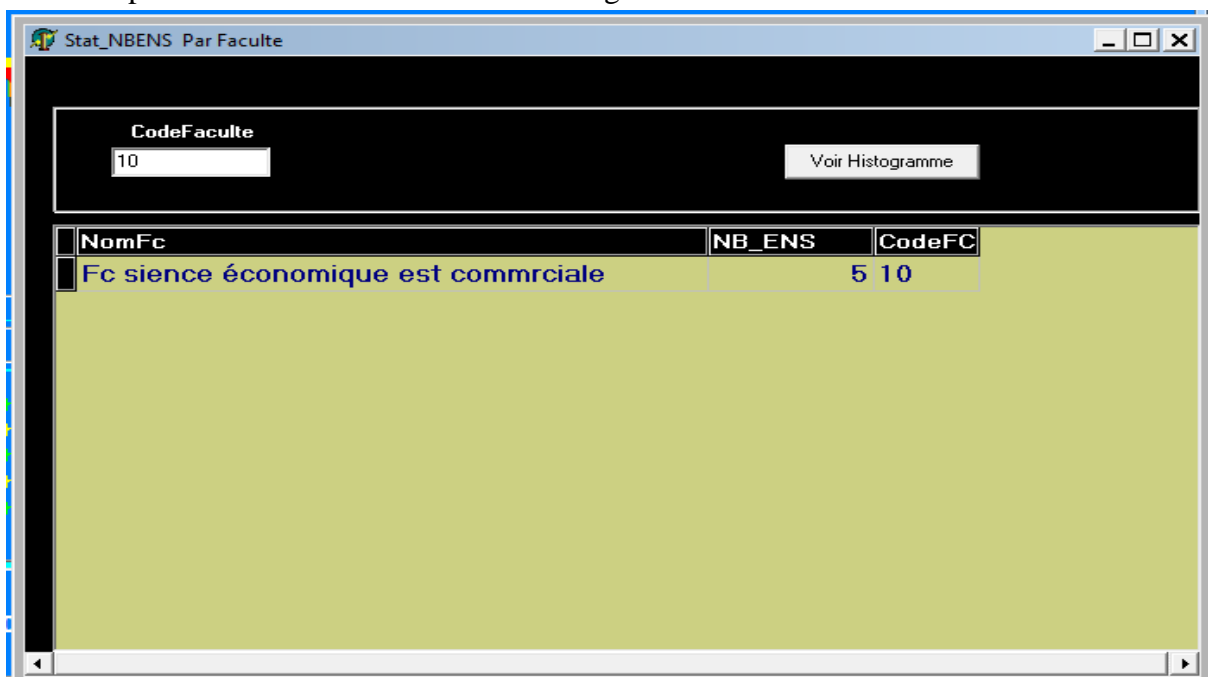 Stat_NBENS Par Faculte
CodeFaculte
10
Voir Histogramme
NomFc NB_ENS CodeFC
Fc sience économique est commrciale 5 10